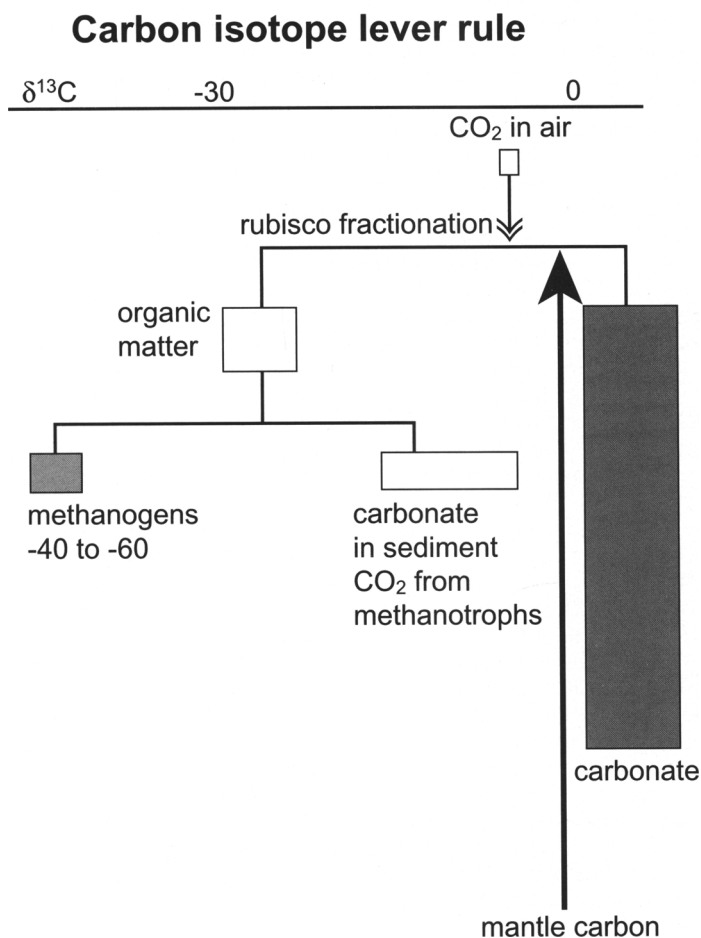 Carbon isotope lever rule
δ¹³C -30 0
CO₂ in air
rubisco fractionation
organic
matter
methanogens
-40 to -60
carbonate
in sediment
CO₂ from
methanotrophs
carbonate
mantle carbon